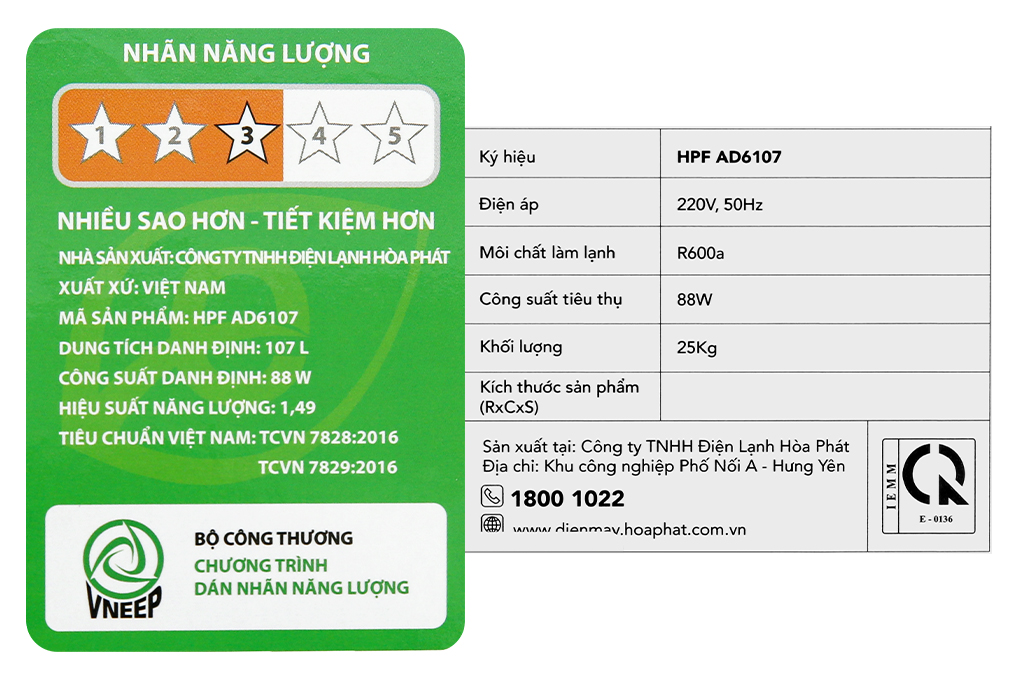 NHÃN NĂNG LƯỢNG
1 2 3 4 5
NHIỀU SAO HƠN - TIẾT KIỆM HƠN
NHÀ SẢN XUẤT: CÔNG TY TNHH ĐIỆN LẠNH HÒA PHÁT
XUẤT XỨ: VIỆT NAM
MÃ SẢN PHẨM: HPF AD6107
DUNG TÍCH DANH ĐỊNH: 107 L
CÔNG SUẤT DANH ĐỊNH: 88 W
HIỆU SUẤT NĂNG LƯỢNG: 1,49
TIÊU CHUẨN VIỆT NAM: TCVN 7828:2016
TCVN 7829:2016
VNEEP
BỘ CÔNG THƯƠNG
CHƯƠNG TRÌNH
DÁN NHÃN NĂNG LƯỢNG
Ký hiệu HPF AD6107
Điện áp 220V, 50Hz
Môi chất làm lạnh R600a
Công suất tiêu thụ 88W
Khối lượng 25Kg
Kích thước sản phẩm
(RxCxS)
Sản xuất tại: Công ty TNHH Điện Lạnh Hòa Phát
Địa chỉ: Khu công nghiệp Phố Nối A - Hưng Yên
1800 1022
www.dienmay.hoaphat.com.vn
IEMM
E - 0136